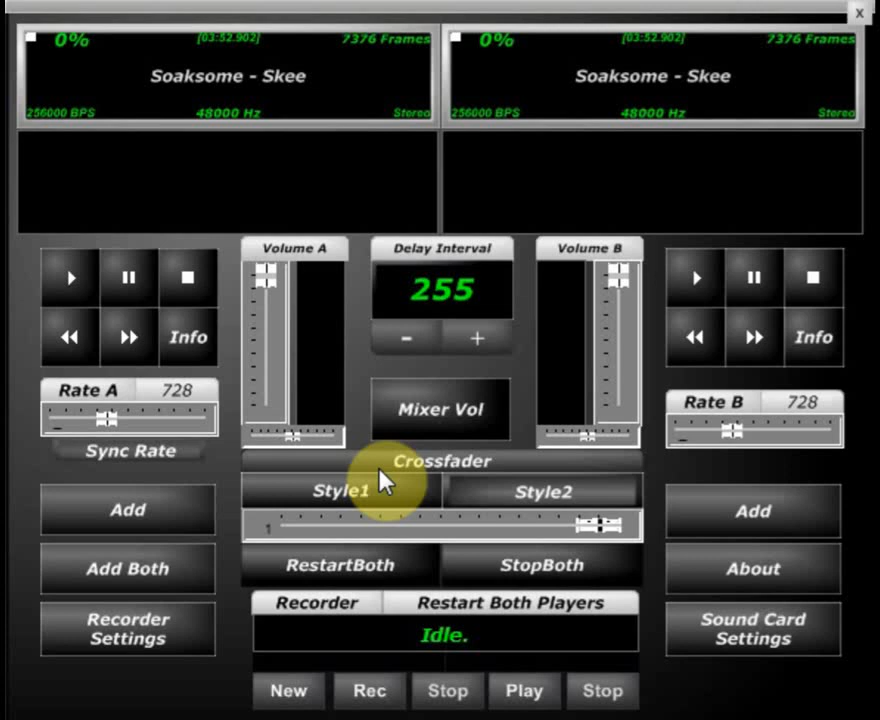 x
0% [03:52.902] 7376 Frames
Soaksome - Skee
256000 BPS 48000 Hz Stereo
0% [03:52.902] 7376 Frames
Soaksome - Skee
256000 BPS 48000 Hz Stereo
Volume A
Delay Interval
Volume B
255
- +
Info
Info
Rate A 728
Mixer Vol
Rate B 728
Sync Rate
Crossfader
Style1 Style2
1
Add
Add
Add Both
RestartBoth StopBoth
About
Recorder
Settings
Recorder Restart Both Players
Idle.
Sound Card
Settings
New Rec Stop Play Stop